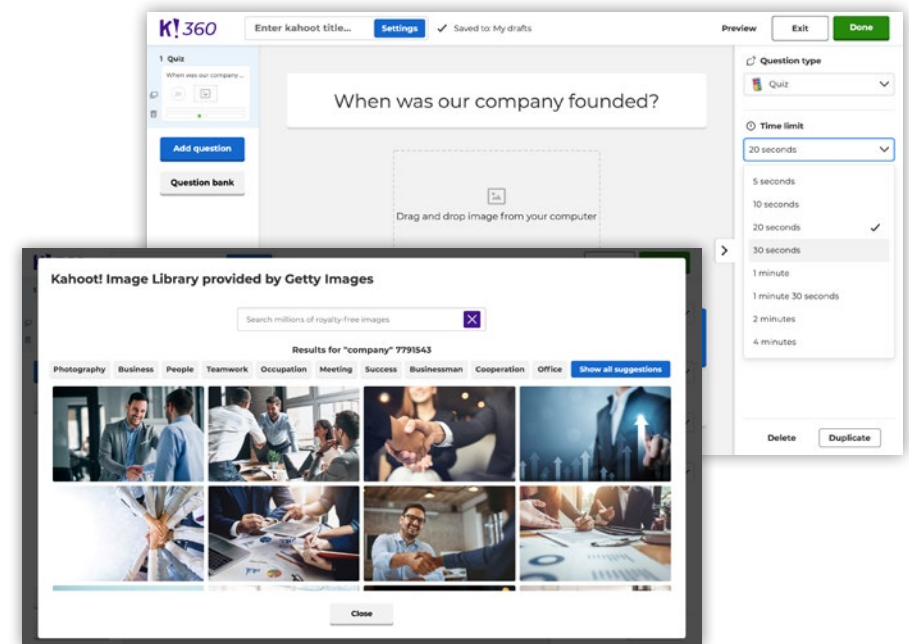 K! 360
Enter kahoot title...
Settings
Saved to: My drafts
Preview
Exit
Done
1 Quiz
When was our company ...
Add question
Question bank
When was our company founded?
Drag and drop image from your computer
Question type
Quiz
Time limit
20 seconds
5 seconds
10 seconds
20 seconds
30 seconds
1 minute
1 minute 30 seconds
2 minutes
4 minutes
Delete
Duplicate
Kahoot! Image Library provided by Getty Images
Search millions of royalty-free images
Results for "company" 7791543
Photography Business People Teamwork Occupation Meeting Success Businessman Cooperation Office Show all suggestions
Close